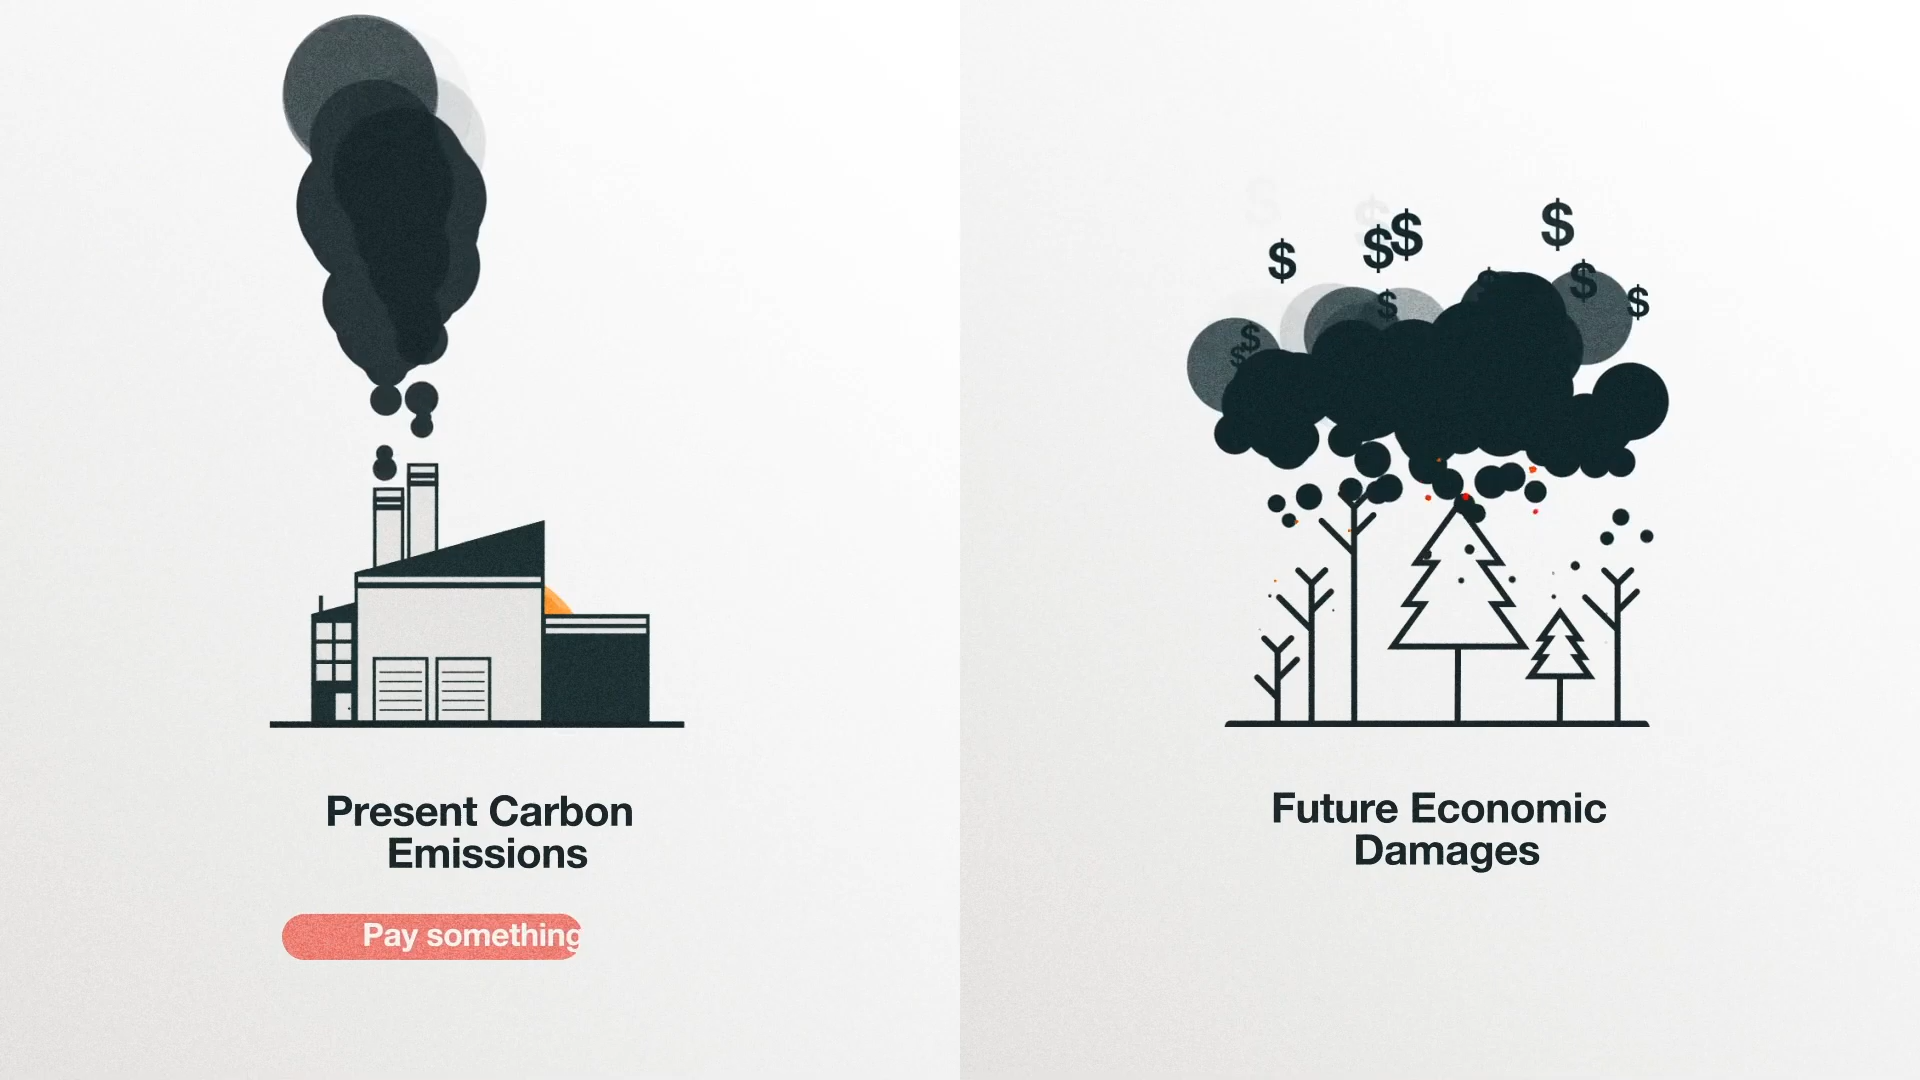 Present Carbon
Emissions
Pay something
$
$
$
$
$
$
$
$
$
$
Future Economic
Damages